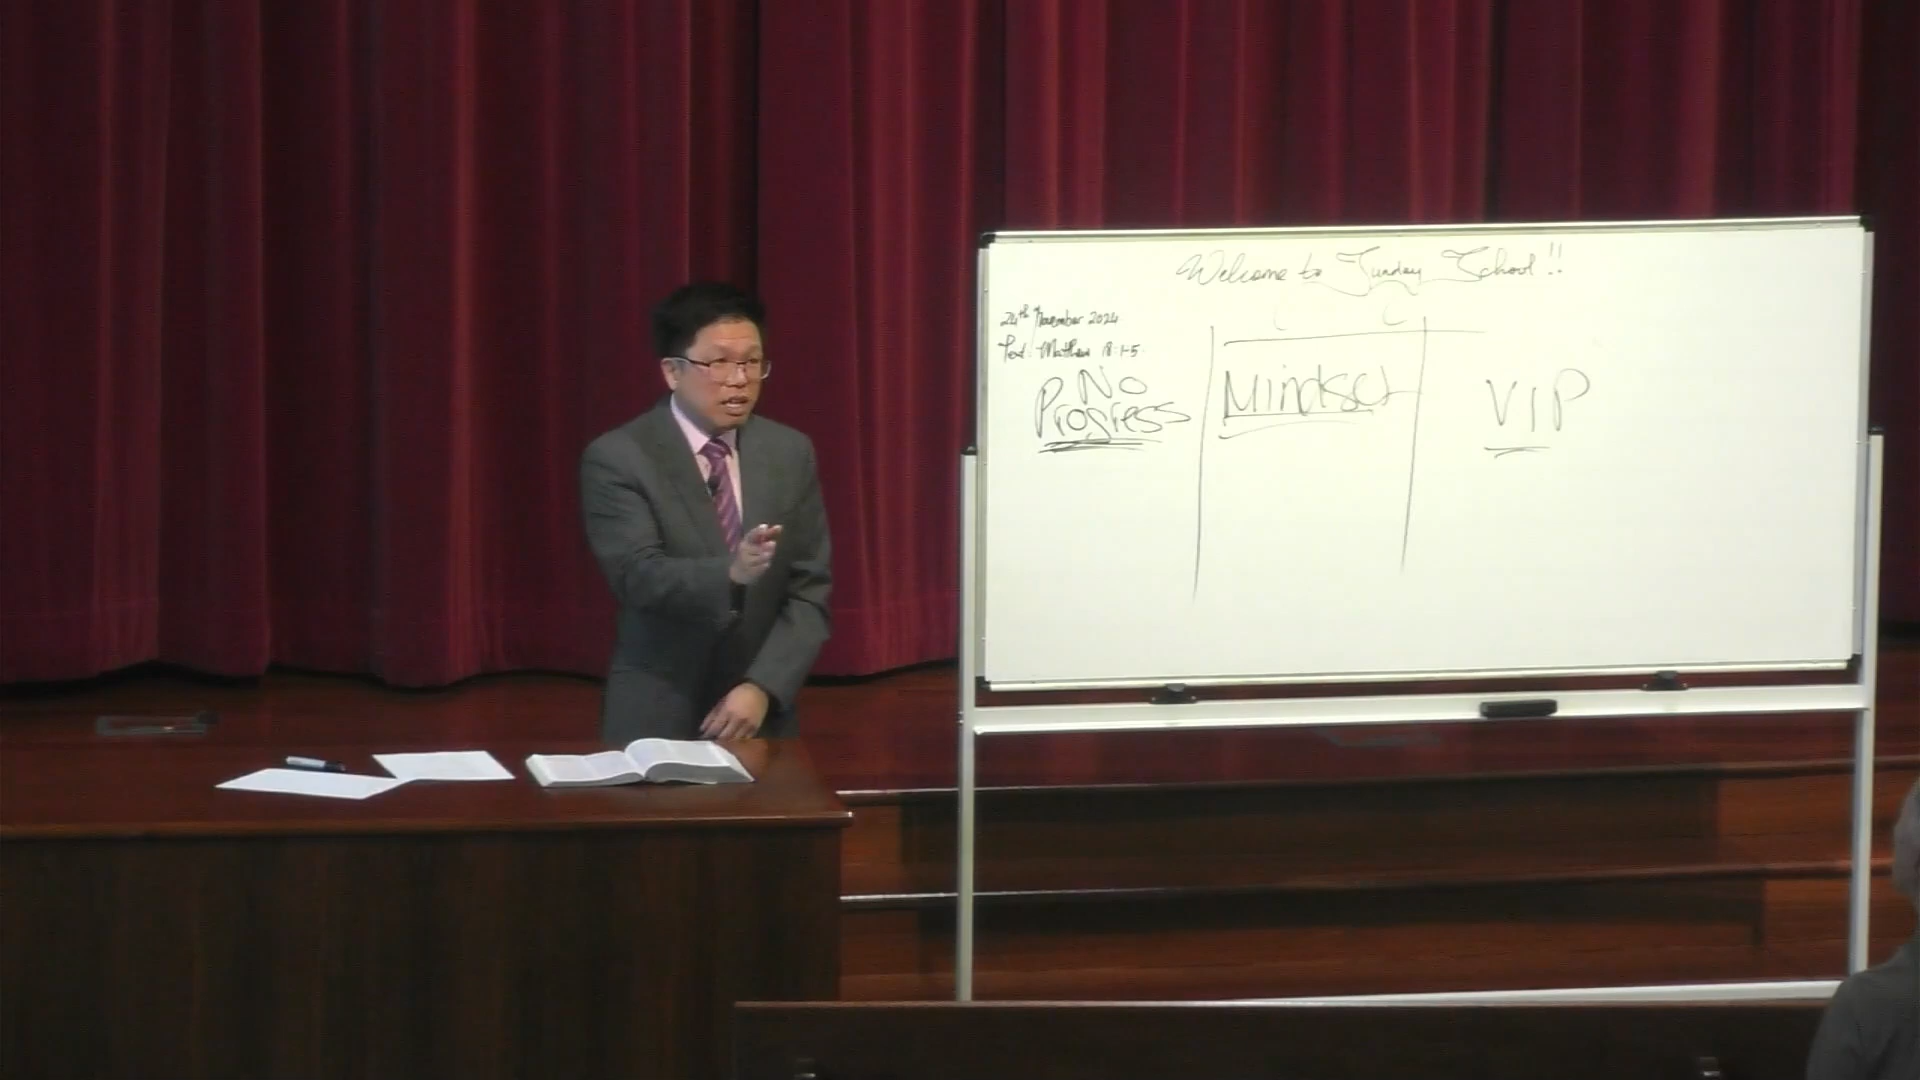 Welcome to Sunday School!!
24th November 2024
Text: Matthew 18:1-5
No
Progress
Mindset
VIP